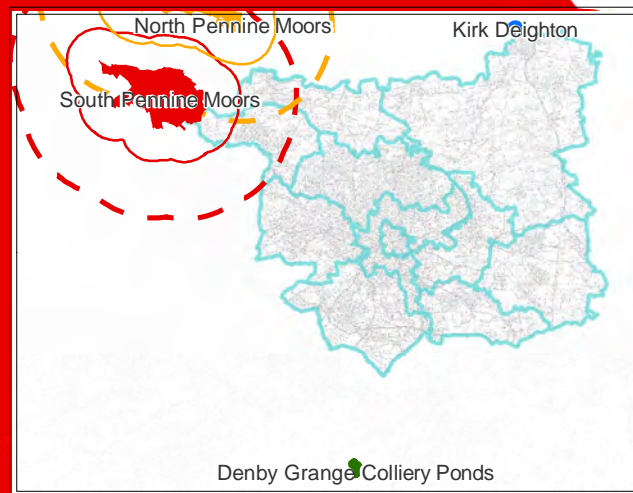 North Pennine Moors
Kirk Deighton
South Pennine Moors
Denby Grange Colliery Ponds